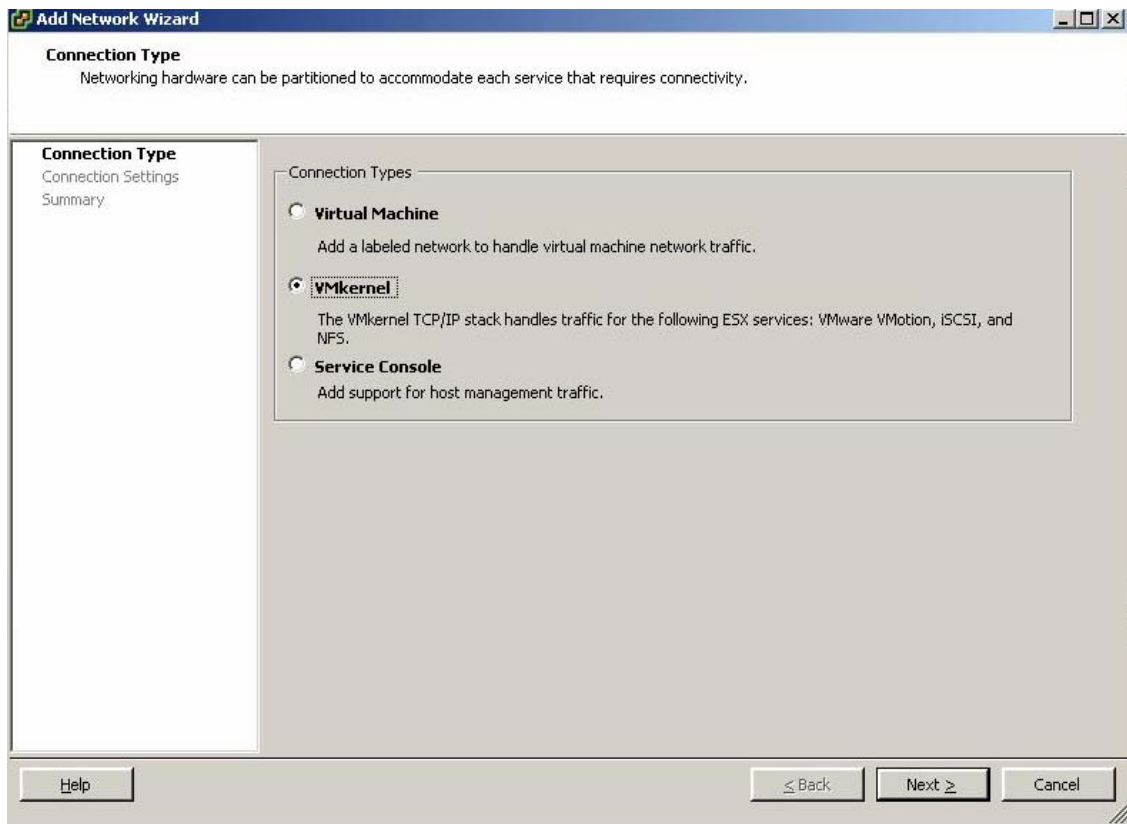 Add Network Wizard
Connection Type
Networking hardware can be partitioned to accommodate each service that requires connectivity.
Connection Type
Connection Settings
Summary
Connection Types
Virtual Machine
Add a labeled network to handle virtual machine network traffic.
VMkernel
The VMkernel TCP/IP stack handles traffic for the following ESX services: VMware VMotion, iSCSI, and
NFS.
Service Console
Add support for host management traffic.
Help
≤ Back
Next ≥
Cancel